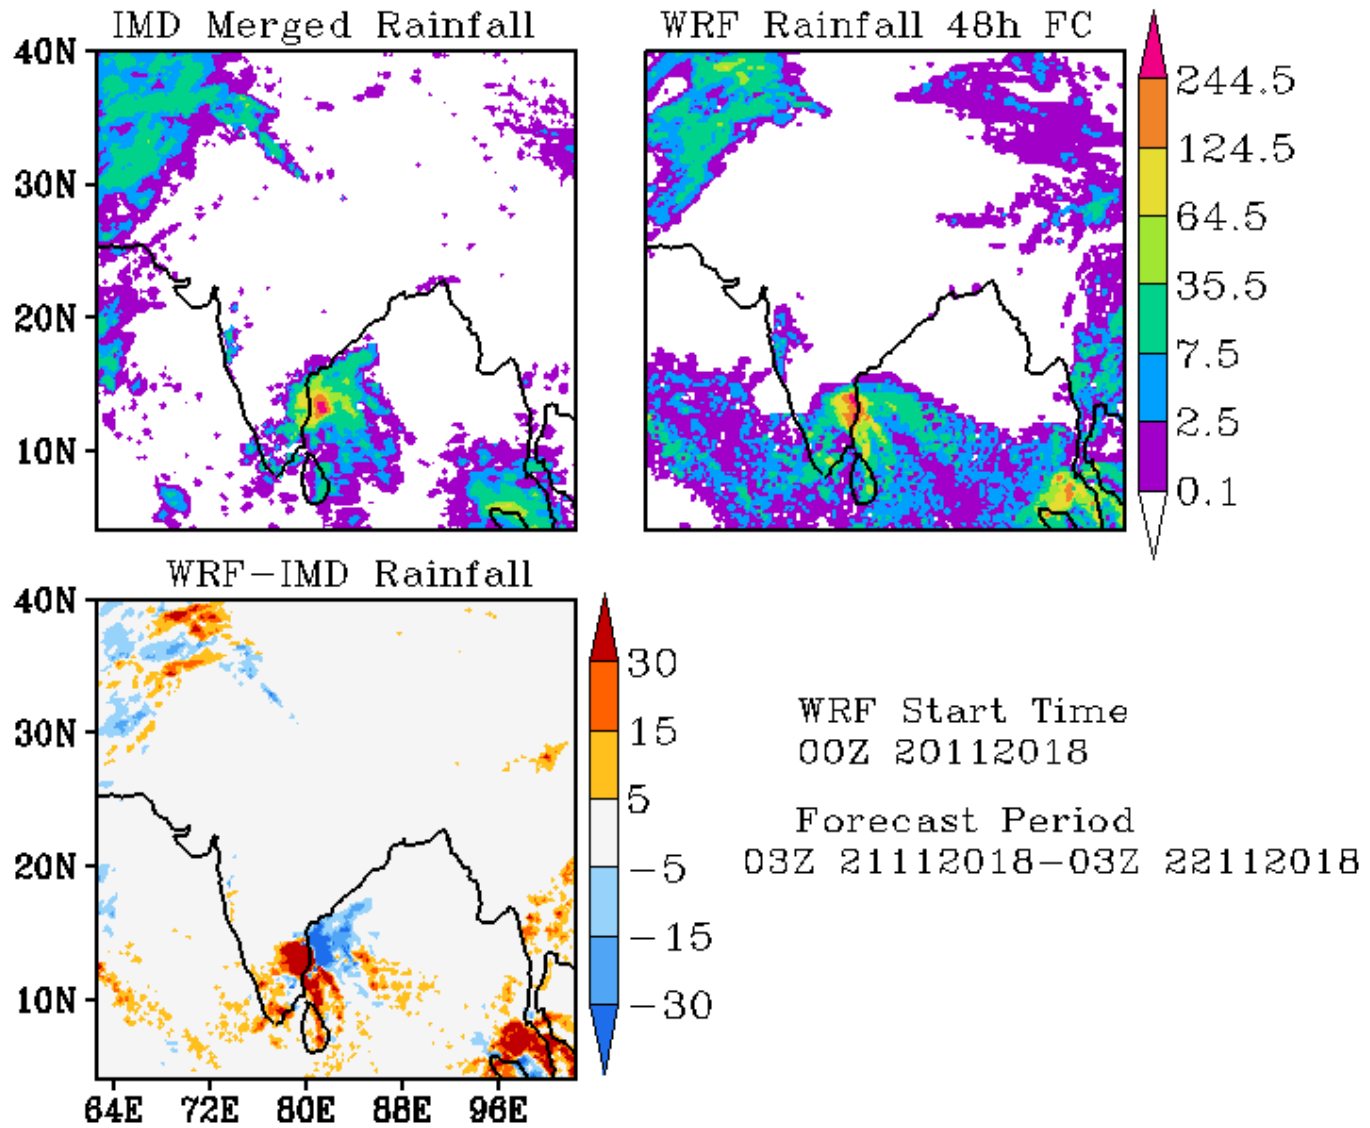 IMD Merged Rainfall
WRF Rainfall 48h FC
40N
30N
20N
10N
244.5
124.5
64.5
35.5
7.5
2.5
0.1
WRF-IMD Rainfall
40N
30N
20N
10N
64E 72E 80E 88E 96E
30
15
5
-5
-15
-30
WRF Start Time
00Z 20112018
Forecast Period
03Z 21112018-03Z 22112018